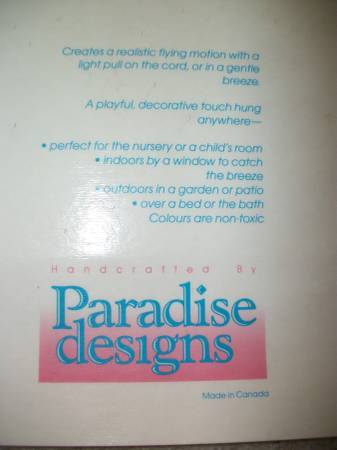 Creates a realistic flying motion with a
light pull on the cord, or in a gentle
breeze.
A playful, decorative touch hung
anywhere—
• perfect for the nursery or a child's room
• indoors by a window to catch
the breeze
• outdoors in a garden or patio
• over a bed or the bath
Colours are non-toxic
Handcrafted By
Paradise
designs
Made in Canada